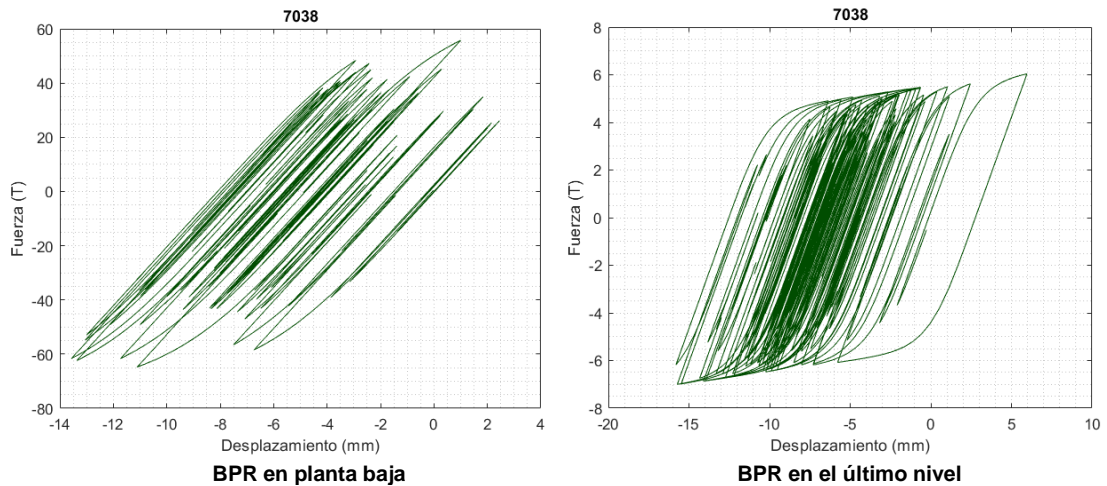 7038
60
40
20
0
-20
-40
-60
-80
Fuerza (T)
-14 -12 -10 -8 -6 -4 -2 0 2 4
Desplazamiento (mm)
BPR en planta baja
7038
8
6
4
2
0
-2
-4
-6
-8
Fuerza (T)
-20 -15 -10 -5 0 5 10
Desplazamiento (mm)
BPR en el último nivel